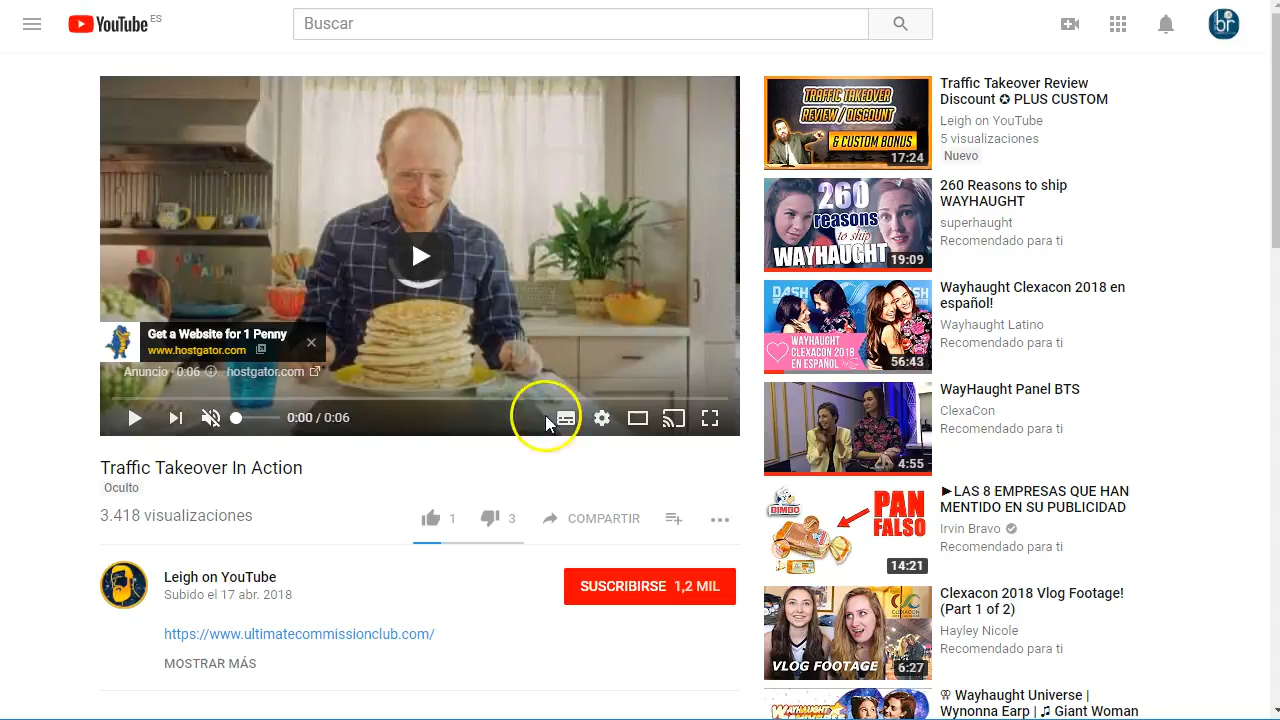 YouTube ES
Buscar
br
Get a Website for 1 Penny
www.hostgator.com
Anuncio · 0:06 hostgator.com
0:00 / 0:06
Traffic Takeover In Action
Oculto
3.418 visualizaciones
1
3
COMPARTIR
Leigh on YouTube
Subido el 17 abr. 2018
SUSCRIBIRSE 1,2 MIL
https://www.ultimatecommissionclub.com/
MOSTRAR MÁS
TRAFFIC TAKEOVER
REVIEW / DISCOUNT
& CUSTOM BONUS
17:24
Traffic Takeover Review
Discount ✪ PLUS CUSTOM
Leigh on YouTube
5 visualizaciones
Nuevo
260
reasons
to ship
WAYHAUGHT
19:09
260 Reasons to ship
WAYHAUGHT
superhaught
Recomendado para ti
DASH
WAYHAUGHT
CLEXACON 2018
EN ESPAÑOL
56:43
Wayhaught Clexacon 2018 en
español!
Wayhaught Latino
Recomendado para ti
4:55
WayHaught Panel BTS
ClexaCon
Recomendado para ti
BIMBO
PAN
FALSO
14:21
►LAS 8 EMPRESAS QUE HAN
MENTIDO EN SU PUBLICIDAD
Irvin Bravo
Recomendado para ti
CLEXACON
VLOG FOOTAGE
6:27
Clexacon 2018 Vlog Footage!
(Part 1 of 2)
Hayley Nicole
Recomendado para ti
⚢ Wayhaught Universe |
Wynonna Earp | ♫ Giant Woman